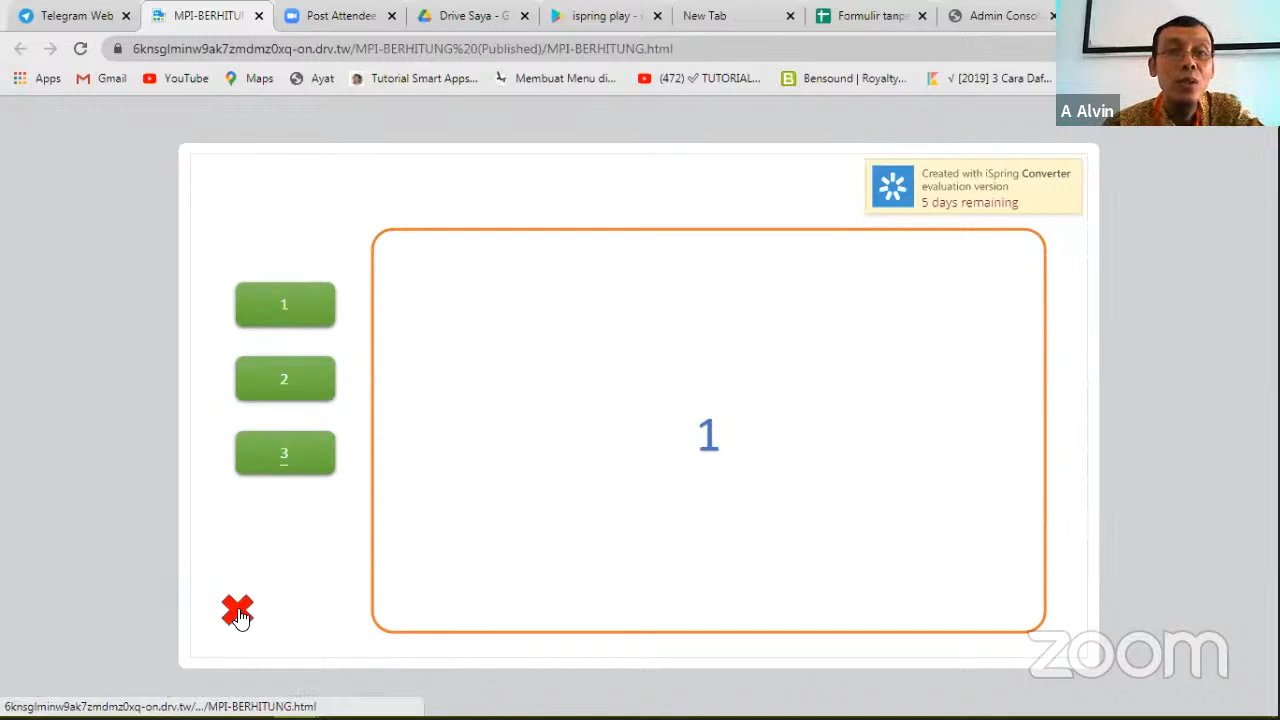 Telegram Web
MPI-BERHITUN
Post Attendee
Drive Saya - G
ispring play - c
New Tab
Formulir tanp
Admin Consol
6knsglminw9ak7zmdmz0xq-on.drv.tw/MPI-BERHITUNG%20(Published)/MPI-BERHITUNG.html
Apps
Gmail
YouTube
Maps
Ayat
Tutorial Smart Apps...
Membuat Menu di...
(472) ✅ TUTORIAL...
Bensound | Royalty...
√ [2019] 3 Cara Daf...
A Alvin
Created with iSpring Converter
evaluation version
5 days remaining
1
2
3
1
zoom
6knsglminw9ak7zmdmz0xq-on.drv.tw/.../MPI-BERHITUNG.html